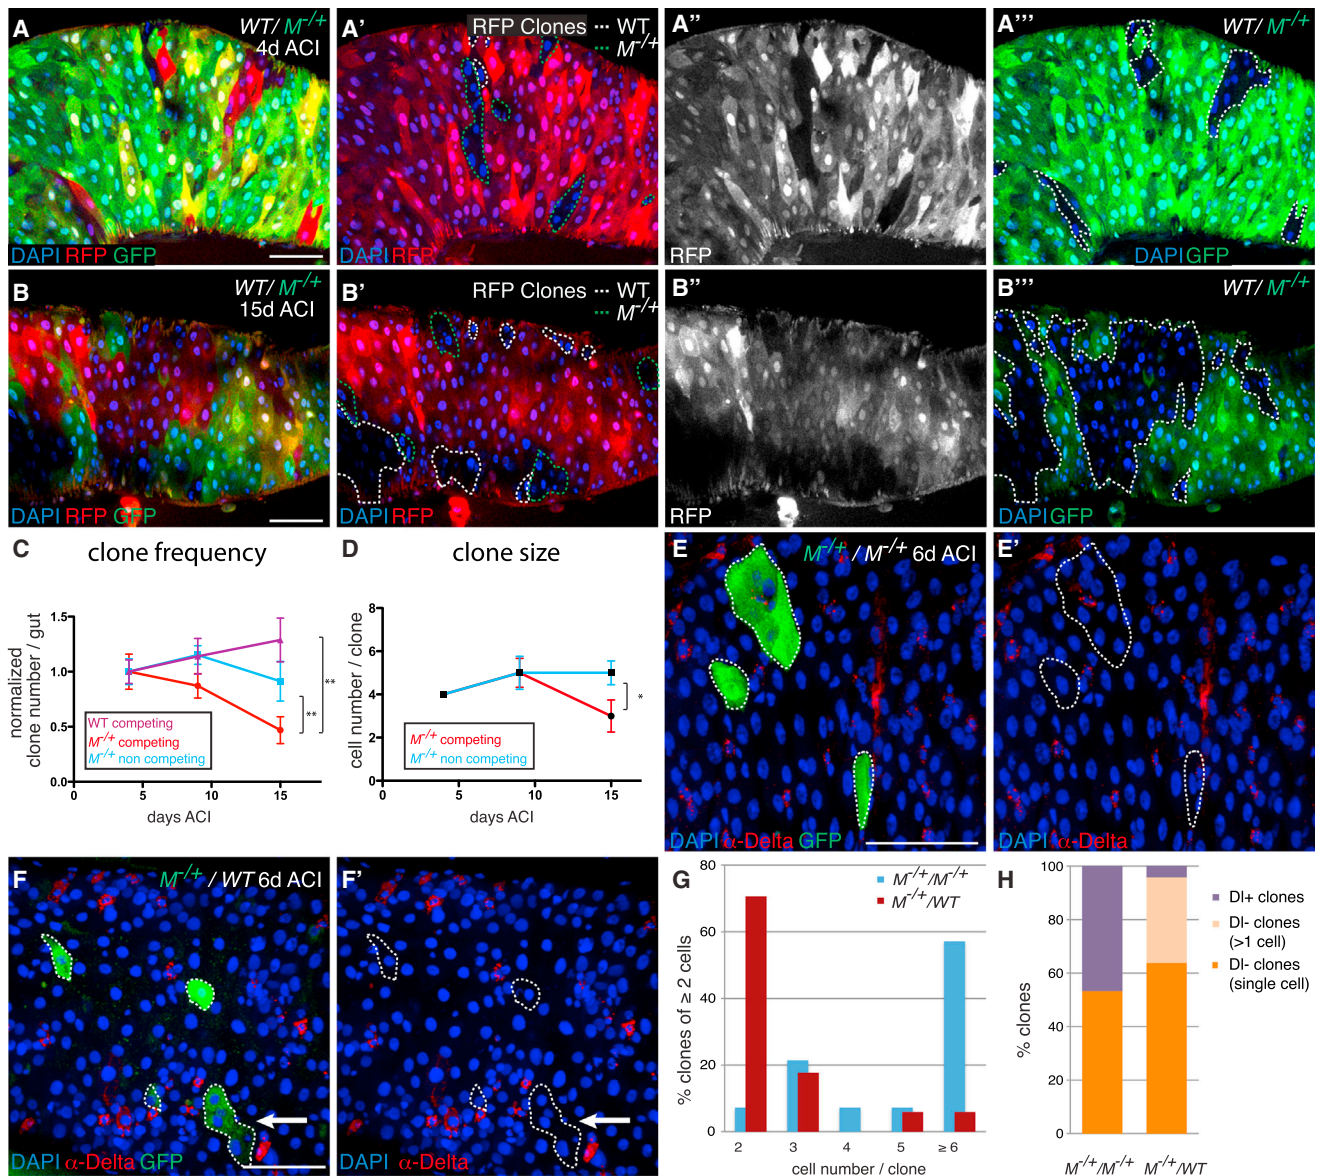 A
WT/ M-/+
4d ACI
DAPI RFP GFP
A'
RFP Clones
WT
M-/+
DAPI RFP
A''
RFP
A'''
WT/ M-/+
DAPI GFP
B
WT/ M-/+
15d ACI
DAPI RFP GFP
B'
RFP Clones
WT
M-/+
DAPI RFP
B''
RFP
B'''
WT/ M-/+
DAPI GFP
C
clone frequency
normalized
clone number / gut
1.5
1.0
0.5
0.0
0
5
10
15
days ACI
WT competing
M-/+ competing
M-/+ non competing
**
**
D
clone size
cell number / clone
8
6
4
2
0
0
5
10
15
days ACI
M-/+ competing
M-/+ non competing
*
E
M-/+ / M-/+ 6d ACI
DAPI α-Delta GFP
E'
DAPI α-Delta
F
M-/+ / WT 6d ACI
DAPI α-Delta GFP
F'
DAPI α-Delta
G
% clones of ≥ 2 cells
80
60
40
20
0
2
3
4
5
≥ 6
cell number / clone
M-/+/M-/+
M-/+/WT
H
% clones
100
80
60
40
20
0
M-/+/M-/+
M-/+/WT
Dl+ clones
Dl- clones
(>1 cell)
Dl- clones
(single cell)